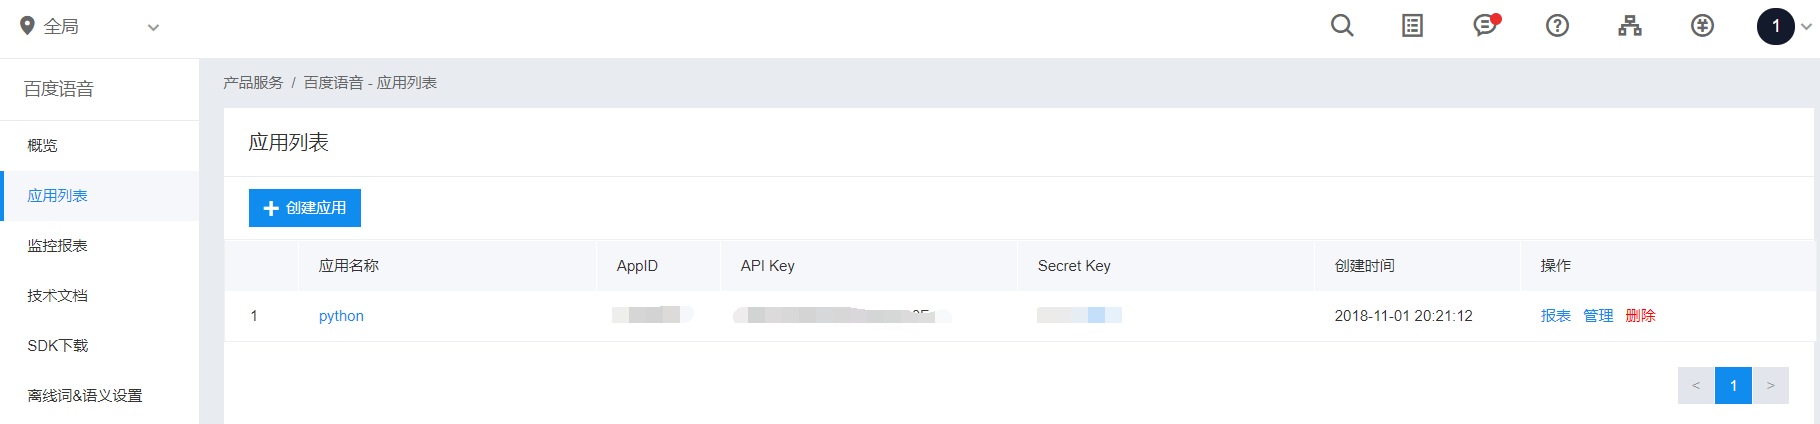 全局
1
百度语音
产品服务 / 百度语音 - 应用列表
概览
应用列表
监控报表
技术文档
SDK下载
离线词&语义设置
应用列表
创建应用
应用名称 AppID API Key Secret Key 创建时间 操作
1 python 2018-11-01 20:21:12 报表 管理 删除
< 1 >